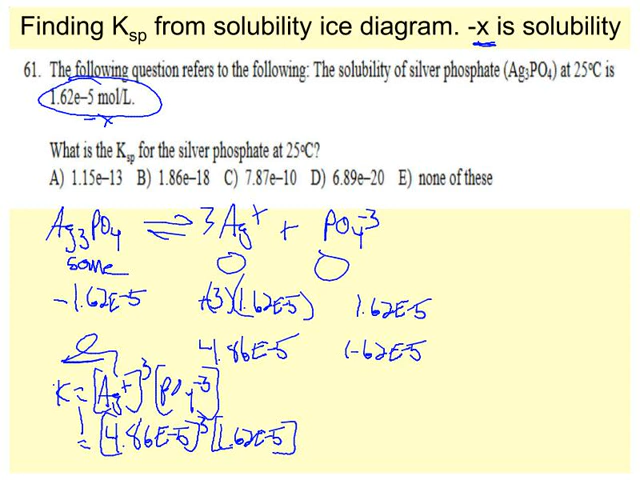 Finding Ksp from solubility ice diagram. -x is solubility
61. The following question refers to the following: The solubility of silver phosphate (Ag3PO4) at 25°C is
1.62e–5 mol/L.
-x
What is the Ksp for the silver phosphate at 25°C?
A) 1.15e–13 B) 1.86e–18 C) 7.87e–10 D) 6.89e–20 E) none of these
Ag3PO4 ⇌ 3Ag+ + PO4-3
some 0 0
-1.62E-5 +(3)(1.62E-5) 1.62E-5
4.86E-5 1.62E-5
K = [Ag+]3 [PO4-3]
= [4.86E-5]3 [1.62E-5]